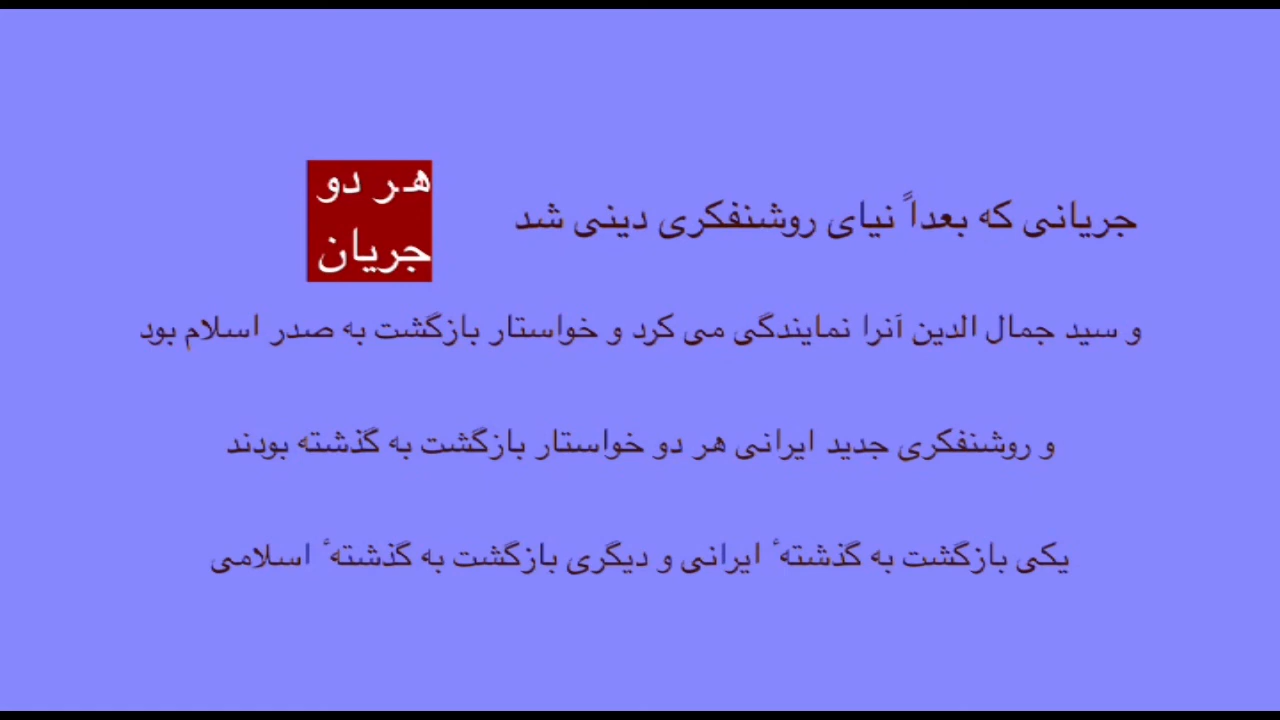 جریانی که بعداً نیای روشنفکری دینی شد
هر دو
جریان
و سید جمال الدین آنرا نمایندگی می کرد و خواستار بازگشت به صدر اسلام بود
و روشنفکری جدید ایرانی هر دو خواستار بازگشت به گذشته بودند
یکی بازگشت به گذشتهٔ ایرانی و دیگری بازگشت به گذشتهٔ اسلامی